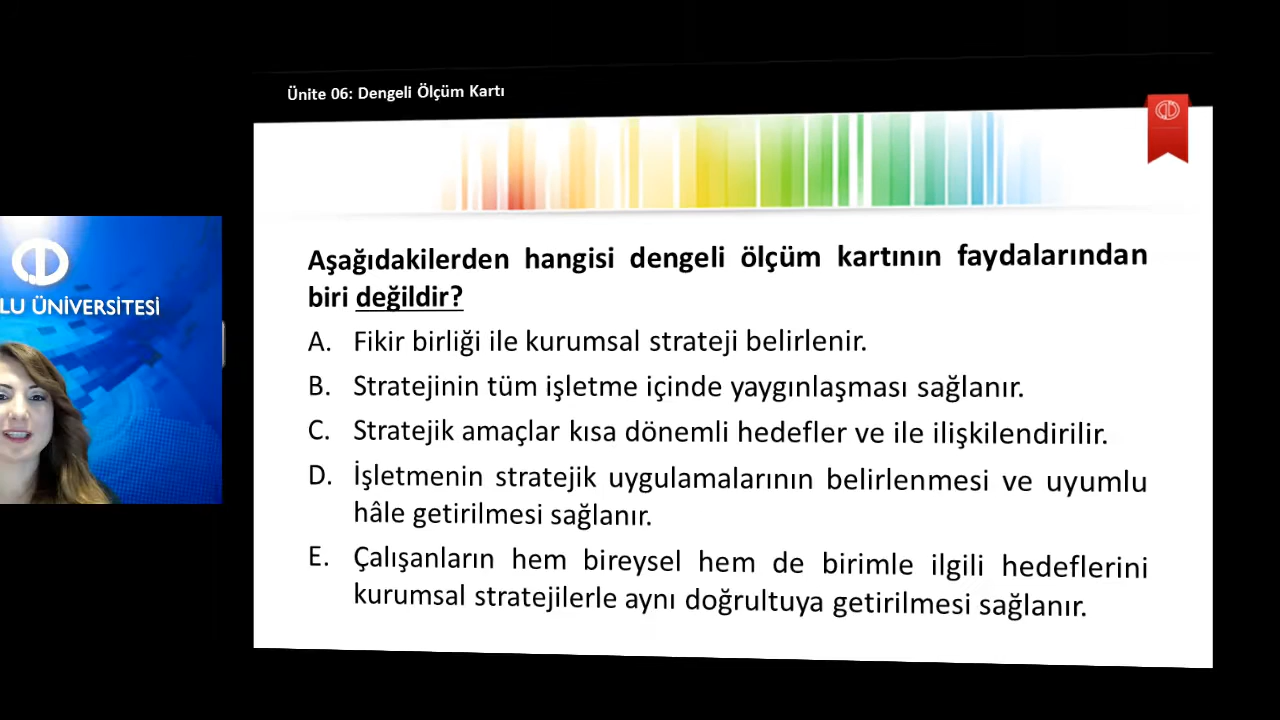 Ünite 06: Dengeli Ölçüm Kartı
LU ÜNİVERSİTESİ
Aşağıdakilerden hangisi dengeli ölçüm kartının faydalarından
biri değildir?
A. Fikir birliği ile kurumsal strateji belirlenir.
B. Stratejinin tüm işletme içinde yaygınlaşması sağlanır.
C. Stratejik amaçlar kısa dönemli hedefler ve ile ilişkilendirilir.
D. İşletmenin stratejik uygulamalarının belirlenmesi ve uyumlu
hâle getirilmesi sağlanır.
E. Çalışanların hem bireysel hem de birimle ilgili hedeflerini
kurumsal stratejilerle aynı doğrultuya getirilmesi sağlanır.